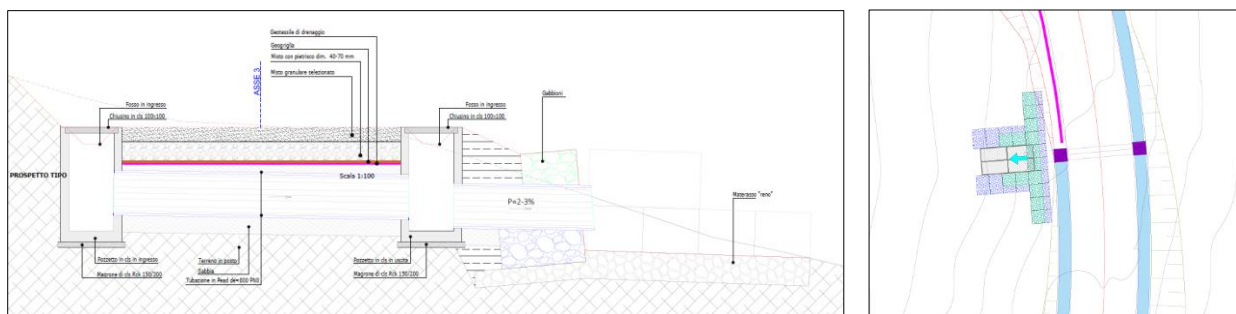 Geotessile di drenaggio
Geogriglia
Misto con pietrisco dim. 40-70 mm
Misto granulare selezionato
ASSE 3
Fosso in ingresso
Chiusino in cls 100x100
Fosso in ingresso
Chiusino in cls 100x100
Gabbioni
PROSPETTO TIPO
Scala 1:100
P=2-3%
Materasso "reno"
Pozzetto in cls in ingresso
Magrone di cls Rck 150/200
Terreno in posto
Sabbia
Tubazione in Pead de=800 PN8
Pozzetto in cls in uscita
Magrone di cls Rck 150/200